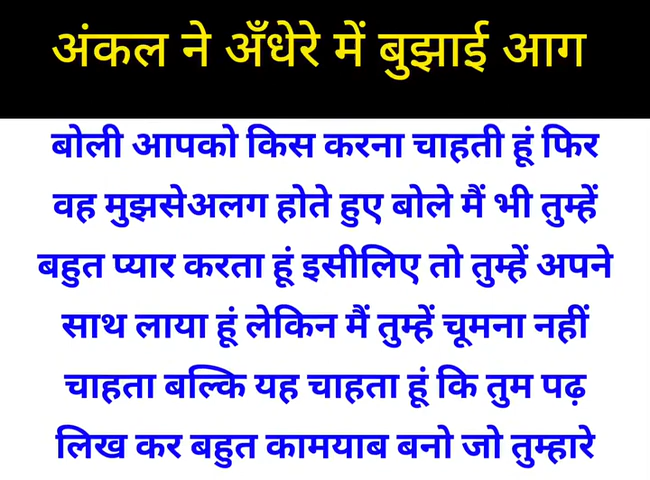 अंकल ने अँधेरे में बुझाई आग
बोली आपको किस करना चाहती हूं फिर
वह मुझसेअलग होते हुए बोले मैं भी तुम्हें
बहुत प्यार करता हूं इसीलिए तो तुम्हें अपने
साथ लाया हूं लेकिन मैं तुम्हें चूमना नहीं
चाहता बल्कि यह चाहता हूं कि तुम पढ़
लिख कर बहुत कामयाब बनो जो तुम्हारे